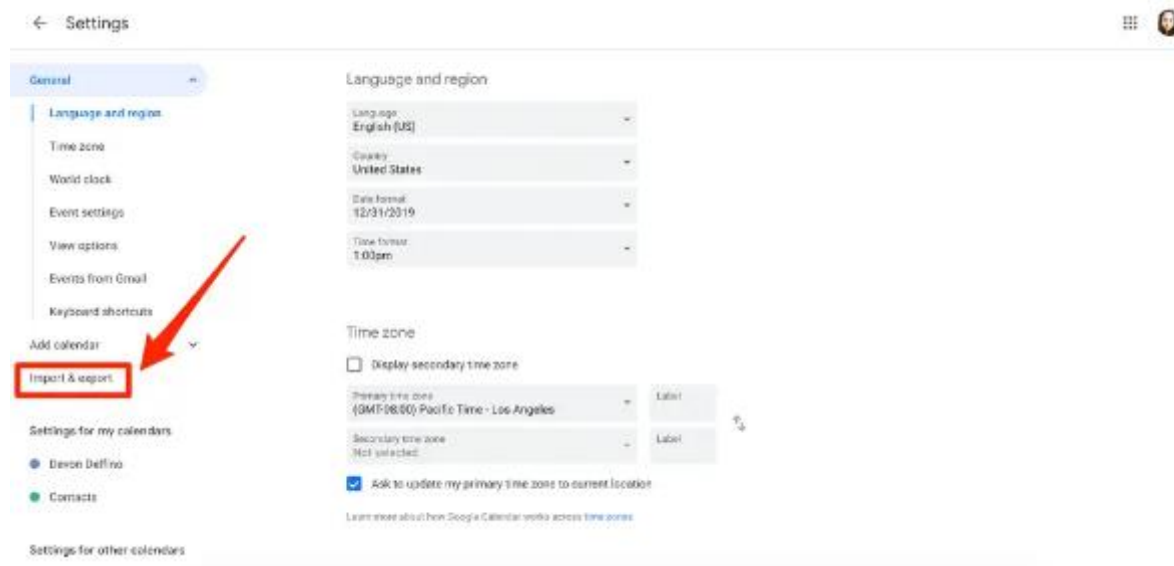 Settings
General
Language and region
Time zone
World clock
Event settings
View options
Events from Gmail
Keyboard shortcuts
Add calendar
Import & export
Settings for my calendars
Devon Delfino
Contacts
Settings for other calendars
Language and region
Language
English (US)
Country
United States
Date format
12/31/2019
Time format
1:00pm
Time zone
Display secondary time zone
Primary time zone
(GMT-08:00) Pacific Time - Los Angeles
Label
Secondary time zone
Not selected
Label
Ask to update my primary time zone to current location
Learn more about how Google Calendar works across time zones